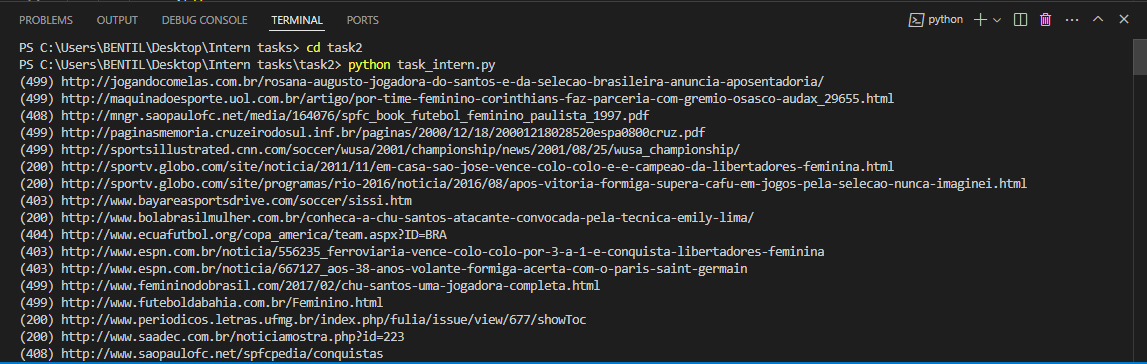 PROBLEMS OUTPUT DEBUG CONSOLE TERMINAL PORTS python
PS C:\Users\BENTIL\Desktop\Intern tasks> cd task2
PS C:\Users\BENTIL\Desktop\Intern tasks\task2> python task_intern.py
(499) http://jogandocomelas.com.br/rosana-augusto-jogadora-do-santos-e-da-selecao-brasileira-anuncia-aposentadoria/
(499) http://maquinadoesporte.uol.com.br/artigo/por-time-feminino-corinthians-faz-parceria-com-gremio-osasco-audax_29655.html
(408) http://mngr.saopaulofc.net/media/164076/spfc_book_futebol_feminino_paulista_1997.pdf
(499) http://paginasmemoria.cruzeirodosul.inf.br/paginas/2000/12/18/20001218028520espa0800cruz.pdf
(499) http://sportsillustrated.cnn.com/soccer/wusa/2001/championship/news/2001/08/25/wusa_championship/
(200) http://sportv.globo.com/site/noticia/2011/11/em-casa-sao-jose-vence-colo-colo-e-e-campeao-da-libertadores-feminina.html
(200) http://sportv.globo.com/site/programas/rio-2016/noticia/2016/08/apos-vitoria-formiga-supera-cafu-em-jogos-pela-selecao-nunca-imaginei.html
(403) http://www.bayareasportsdrive.com/soccer/sissi.htm
(200) http://www.bolabrasilmulher.com.br/conheca-a-chu-santos-atacante-convocada-pela-tecnica-emily-lima/
(404) http://www.ecuafutbol.org/copa_america/team.aspx?ID=BRA
(403) http://www.espn.com.br/noticia/556235_ferroviaria-vence-colo-colo-por-3-a-1-e-conquista-libertadores-feminina
(403) http://www.espn.com.br/noticia/667127_aos-38-anos-volante-formiga-acerta-com-o-paris-saint-germain
(499) http://www.femininodobrasil.com/2017/02/chu-santos-uma-jogadora-completa.html
(499) http://www.futeboldabahia.com.br/Feminino.html
(200) http://www.periodicos.letras.ufmg.br/index.php/fulia/issue/view/677/showToc
(200) http://www.saadec.com.br/noticiamostra.php?id=223
(408) http://www.saopaulofc.net/spfcpedia/conquistas